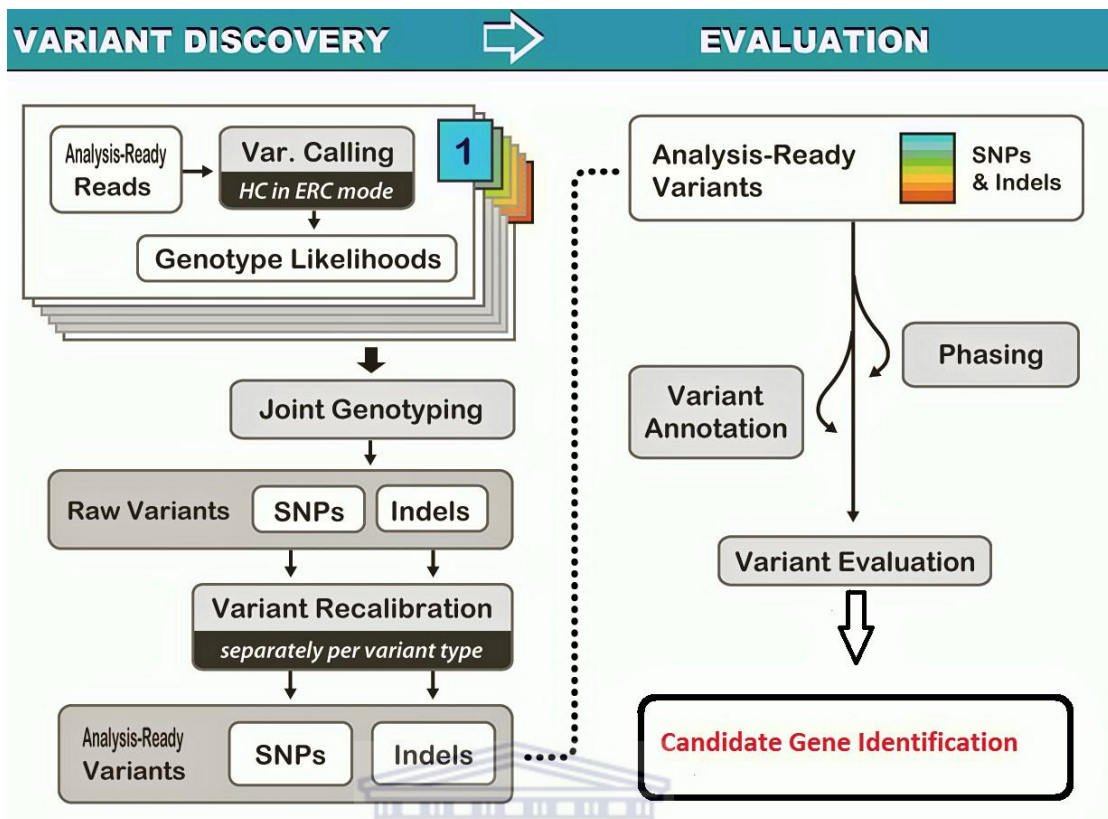 VARIANT DISCOVERY
EVALUATION
Analysis-Ready
Reads
Var. Calling
HC in ERC mode
1
Genotype Likelihoods
Joint Genotyping
Raw Variants
SNPs
Indels
Variant Recalibration
separately per variant type
Analysis-Ready
Variants
SNPs
Indels
Analysis-Ready
Variants
SNPs
& Indels
Phasing
Variant
Annotation
Variant Evaluation
Candidate Gene Identification